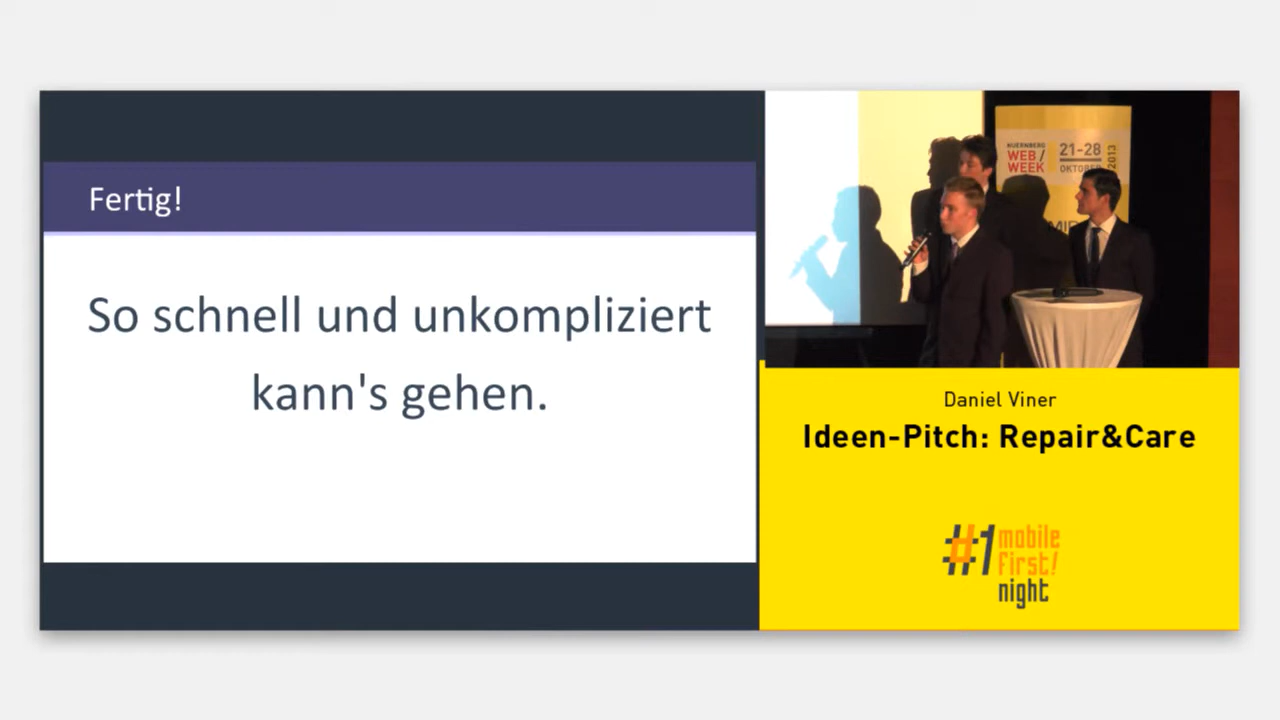 Fertig!
So schnell und unkompliziert
kann's gehen.
NUERNBERG
WEB/
WEEK
21-28
OKTOBER
2013
Daniel Viner
Ideen-Pitch: Repair&Care
#1 mobile
first!
night